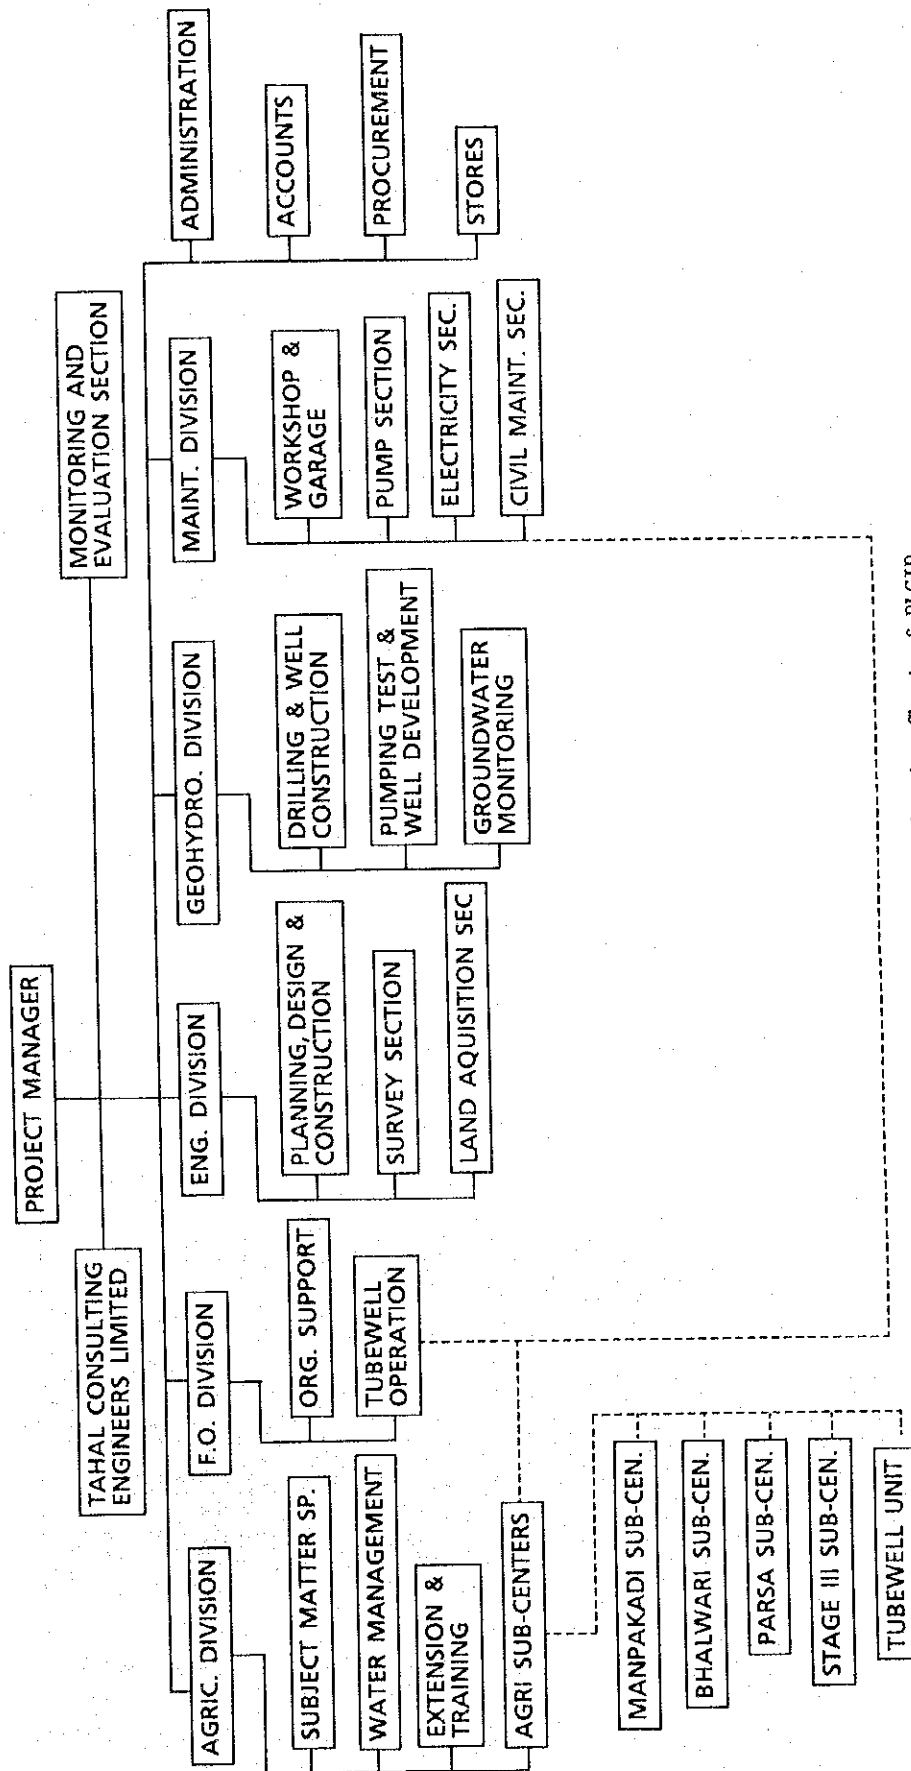 PROJECT MANAGER
TAHAL CONSULTING
ENGINEERS LIMITED
MONITORING AND
EVALUATION SECTION
AGRIC. DIVISION
F.O. DIVISION
ENG. DIVISION
GEOHYDRO. DIVISION
MAINT. DIVISION
ADMINISTRATION
SUBJECT MATTER SP.
WATER MANAGEMENT
EXTENSION &
TRAINING
AGRI SUB-CENTERS
ORG. SUPPORT
TUBEWELL
OPERATION
PLANNING, DESIGN &
CONSTRUCTION
SURVEY SECTION
LAND AQUISITION SEC
DRILLING & WELL
CONSTRUCTION
PUMPING TEST &
WELL DEVELOPMENT
GROUNDWATER
MONITORING
WORKSHOP &
GARAGE
PUMP SECTION
ELECTRICITY SEC.
CIVIL MAINT. SEC.
ACCOUNTS
PROCUREMENT
STORES
MANPAKADI SUB-CEN.
BHALWARI SUB-CEN.
PARSA SUB-CEN.
STAGE III SUB-CEN.
TUBEWELL UNIT